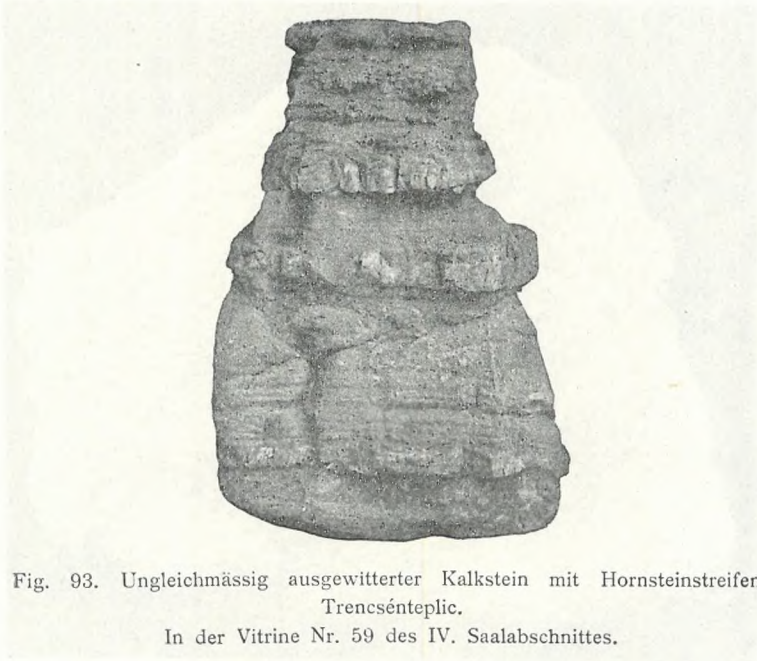 Fig. 93. Ungleichmässig ausgewitterter Kalkstein mit Hornsteinstreifen
Trencsénteplic.
In der Vitrine Nr. 59 des IV. Saalabschnittes.